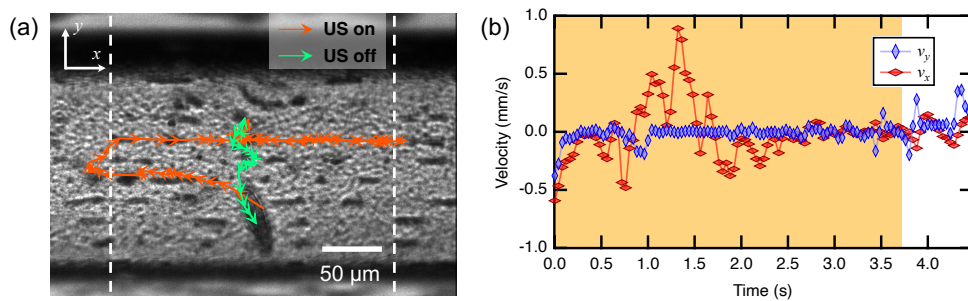 (a)
y
x
US on
US off
50 μm
(b)
Velocity (mm/s)
1.0
0.5
0.0
-0.5
-1.0
v_y
v_x
0.0 0.5 1.0 1.5 2.0 2.5 3.0 3.5 4.0
Time (s)